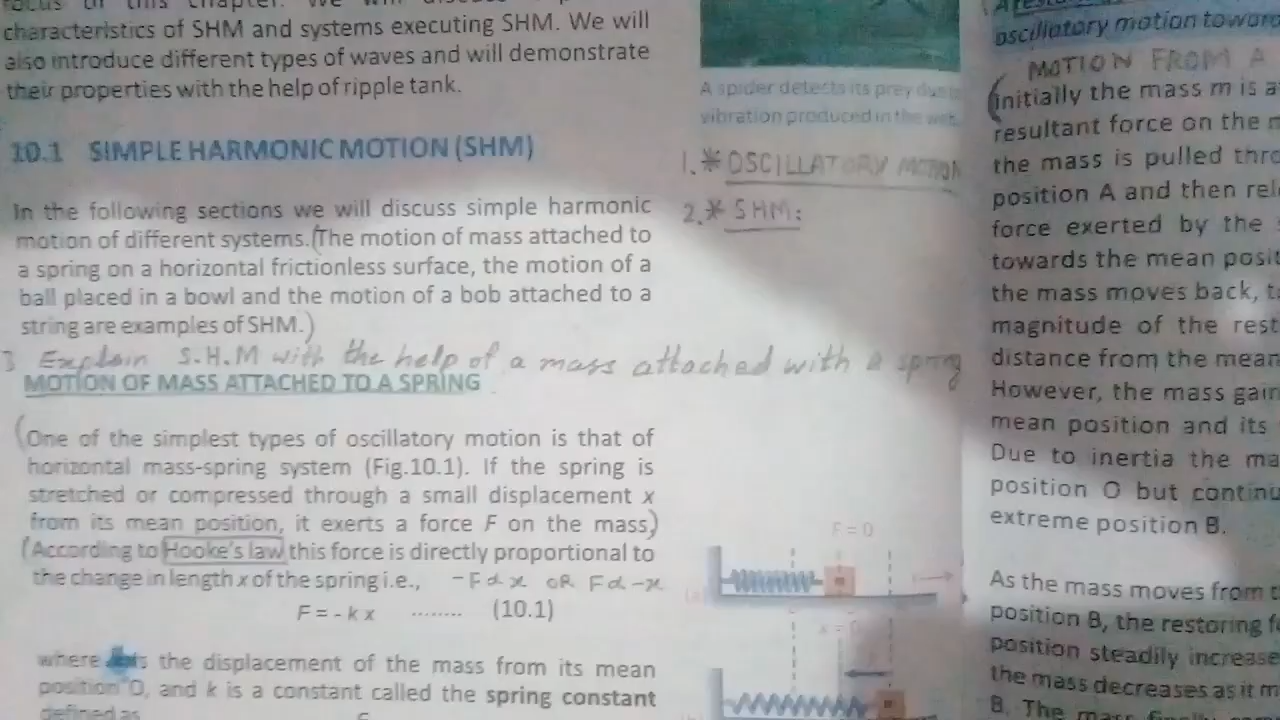 characteristics of SHM and systems executing SHM. We will
also introduce different types of waves and will demonstrate
their properties with the help of ripple tank.
10.1 SIMPLE HARMONIC MOTION (SHM)
In the following sections we will discuss simple harmonic
motion of different systems. (The motion of mass attached to
a spring on a horizontal frictionless surface, the motion of a
ball placed in a bowl and the motion of a bob attached to a
string are examples of SHM.)
3 Explain S.H.M with the help of a mass attached with a spring
MOTION OF MASS ATTACHED TO A SPRING
(One of the simplest types of oscillatory motion is that of
horizontal mass-spring system (Fig.10.1). If the spring is
stretched or compressed through a small displacement x
from its mean position, it exerts a force F on the mass)
(According to Hooke's law this force is directly proportional to
the change in length x of the spring i.e., -F α x OR F α -x
F = - k x ........ (10.1)
where is the displacement of the mass from its mean
position O, and k is a constant called the spring constant
defined as
A spider detects its prey due to
vibration produced in the web.
1.* OSCILLATORY MOTION
2.* SHM:
F = 0
(a)
x = 0
oscillatory motion toward
MOTION FROM A
(initially the mass m is a
resultant force on the
the mass is pulled thro
position A and then rel
force exerted by the
towards the mean posit
the mass moves back, t
magnitude of the rest
distance from the mean
However, the mass gain
mean position and its
Due to inertia the ma
position O but continu
extreme position B.
As the mass moves from t
position B, the restoring f
position steadily increase
the mass decreases as it m
B. The mass